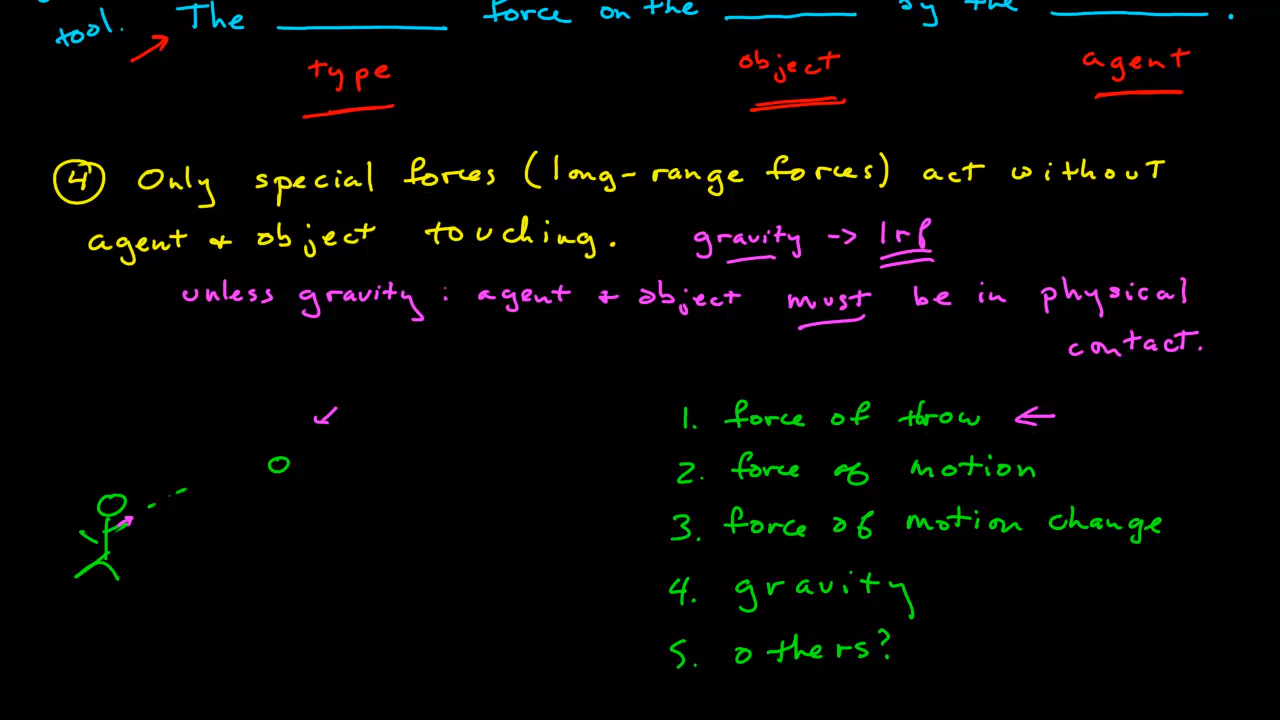 tool. The ________ force on the ________ by the ________.
type object agent
④ Only special forces (long-range forces) act without
agent + object touching. gravity -> lrf
unless gravity : agent + object must be in physical
contact.
1. force of throw
2. force of motion
3. force of motion change
4. gravity
5. others?